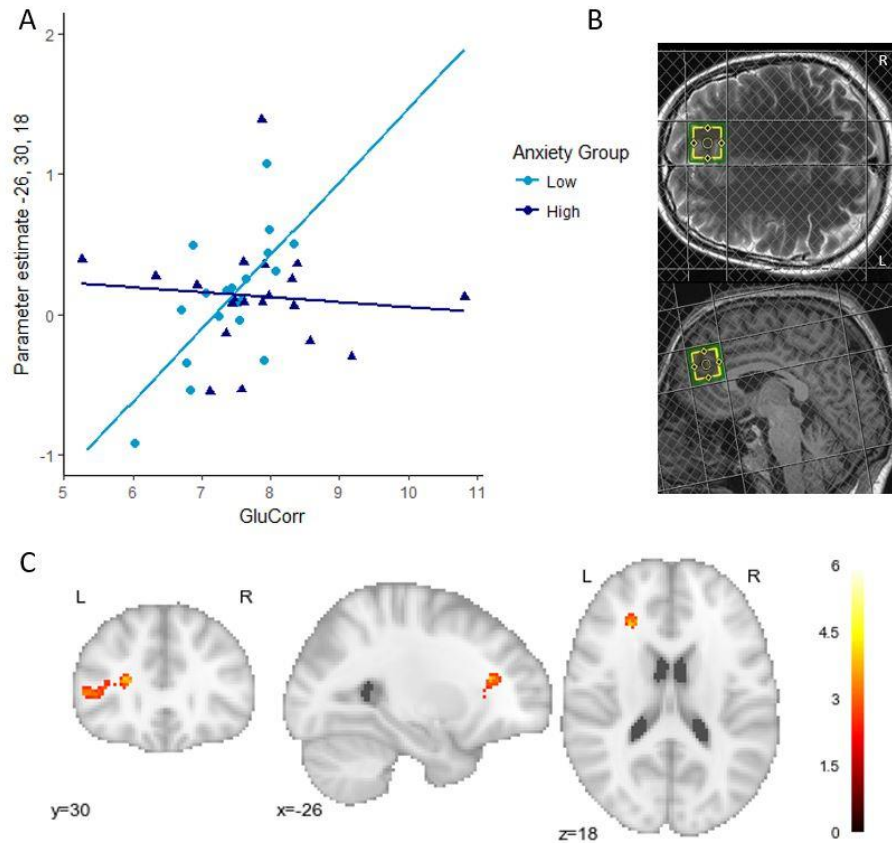 A
B
Parameter estimate -26, 30, 18
2
1
0
-1
5
6
7
8
9
10
11
GluCorr
Anxiety Group
Low
High
R
L
C
L
R
y=30
x=-26
L
R
z=18
6
4.5
3
1.5
0